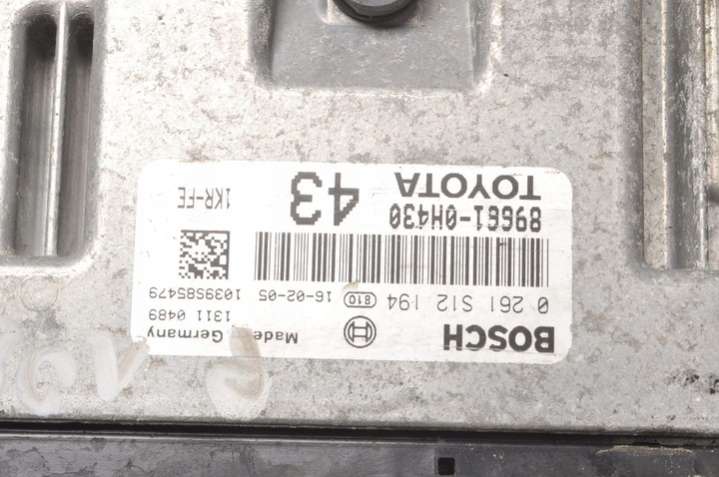 BOSCH
Made Germany
1311 0489
0 261 S12 194 810 16-02-05 1039S85479
89661-0H430
TOYOTA
43
1KR-FE